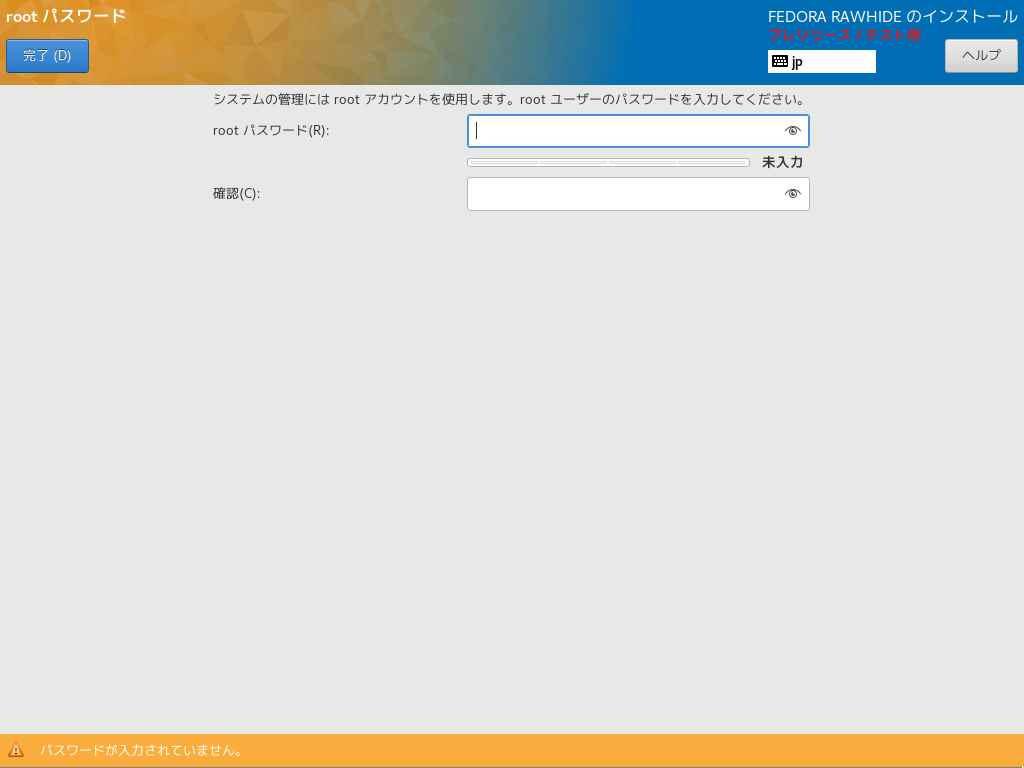 root パスワード
FEDORA RAWHIDE のインストール
プレリリース / テスト用
完了 (D)
jp
ヘルプ
システムの管理には root アカウントを使用します。root ユーザーのパスワードを入力してください。
root パスワード(R):
未入力
確認(C):
パスワードが入力されていません。